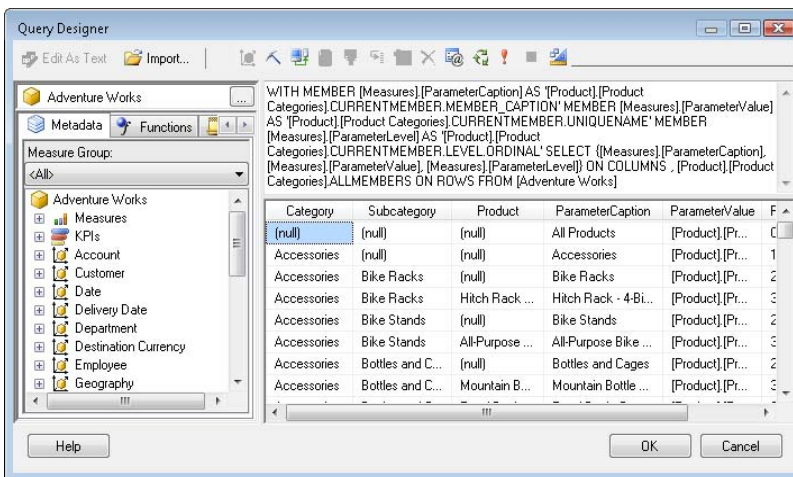 Query Designer
Edit As Text Import...
Adventure Works ...
Metadata Functions
Measure Group:
<All>
Adventure Works
Measures
KPIs
Account
Customer
Date
Delivery Date
Department
Destination Currency
Employee
Geography
WITH MEMBER [Measures].[ParameterCaption] AS '[Product].[Product
Categories].CURRENTMEMBER.MEMBER_CAPTION' MEMBER [Measures].[ParameterValue]
AS '[Product].[Product Categories].CURRENTMEMBER.UNIQUENAME' MEMBER
[Measures].[ParameterLevel] AS '[Product].[Product
Categories].CURRENTMEMBER.LEVEL.ORDINAL' SELECT {[Measures].[ParameterCaption],
[Measures].[ParameterValue], [Measures].[ParameterLevel]} ON COLUMNS , [Product].[Product
Categories].ALLMEMBERS ON ROWS FROM [Adventure Works]
Category Subcategory Product ParameterCaption ParameterValue
(null) (null) (null) All Products [Product].[Pr...
Accessories (null) (null) Accessories [Product].[Pr... 1
Accessories Bike Racks (null) Bike Racks [Product].[Pr... 2
Accessories Bike Racks Hitch Rack ... Hitch Rack - 4-Bi... [Product].[Pr... 3
Accessories Bike Stands (null) Bike Stands [Product].[Pr... 2
Accessories Bike Stands All-Purpose ... All-Purpose Bike ... [Product].[Pr... 3
Accessories Bottles and C... (null) Bottles and Cages [Product].[Pr... 2
Accessories Bottles and C... Mountain B... Mountain Bottle ... [Product].[Pr... 3
Help OK Cancel